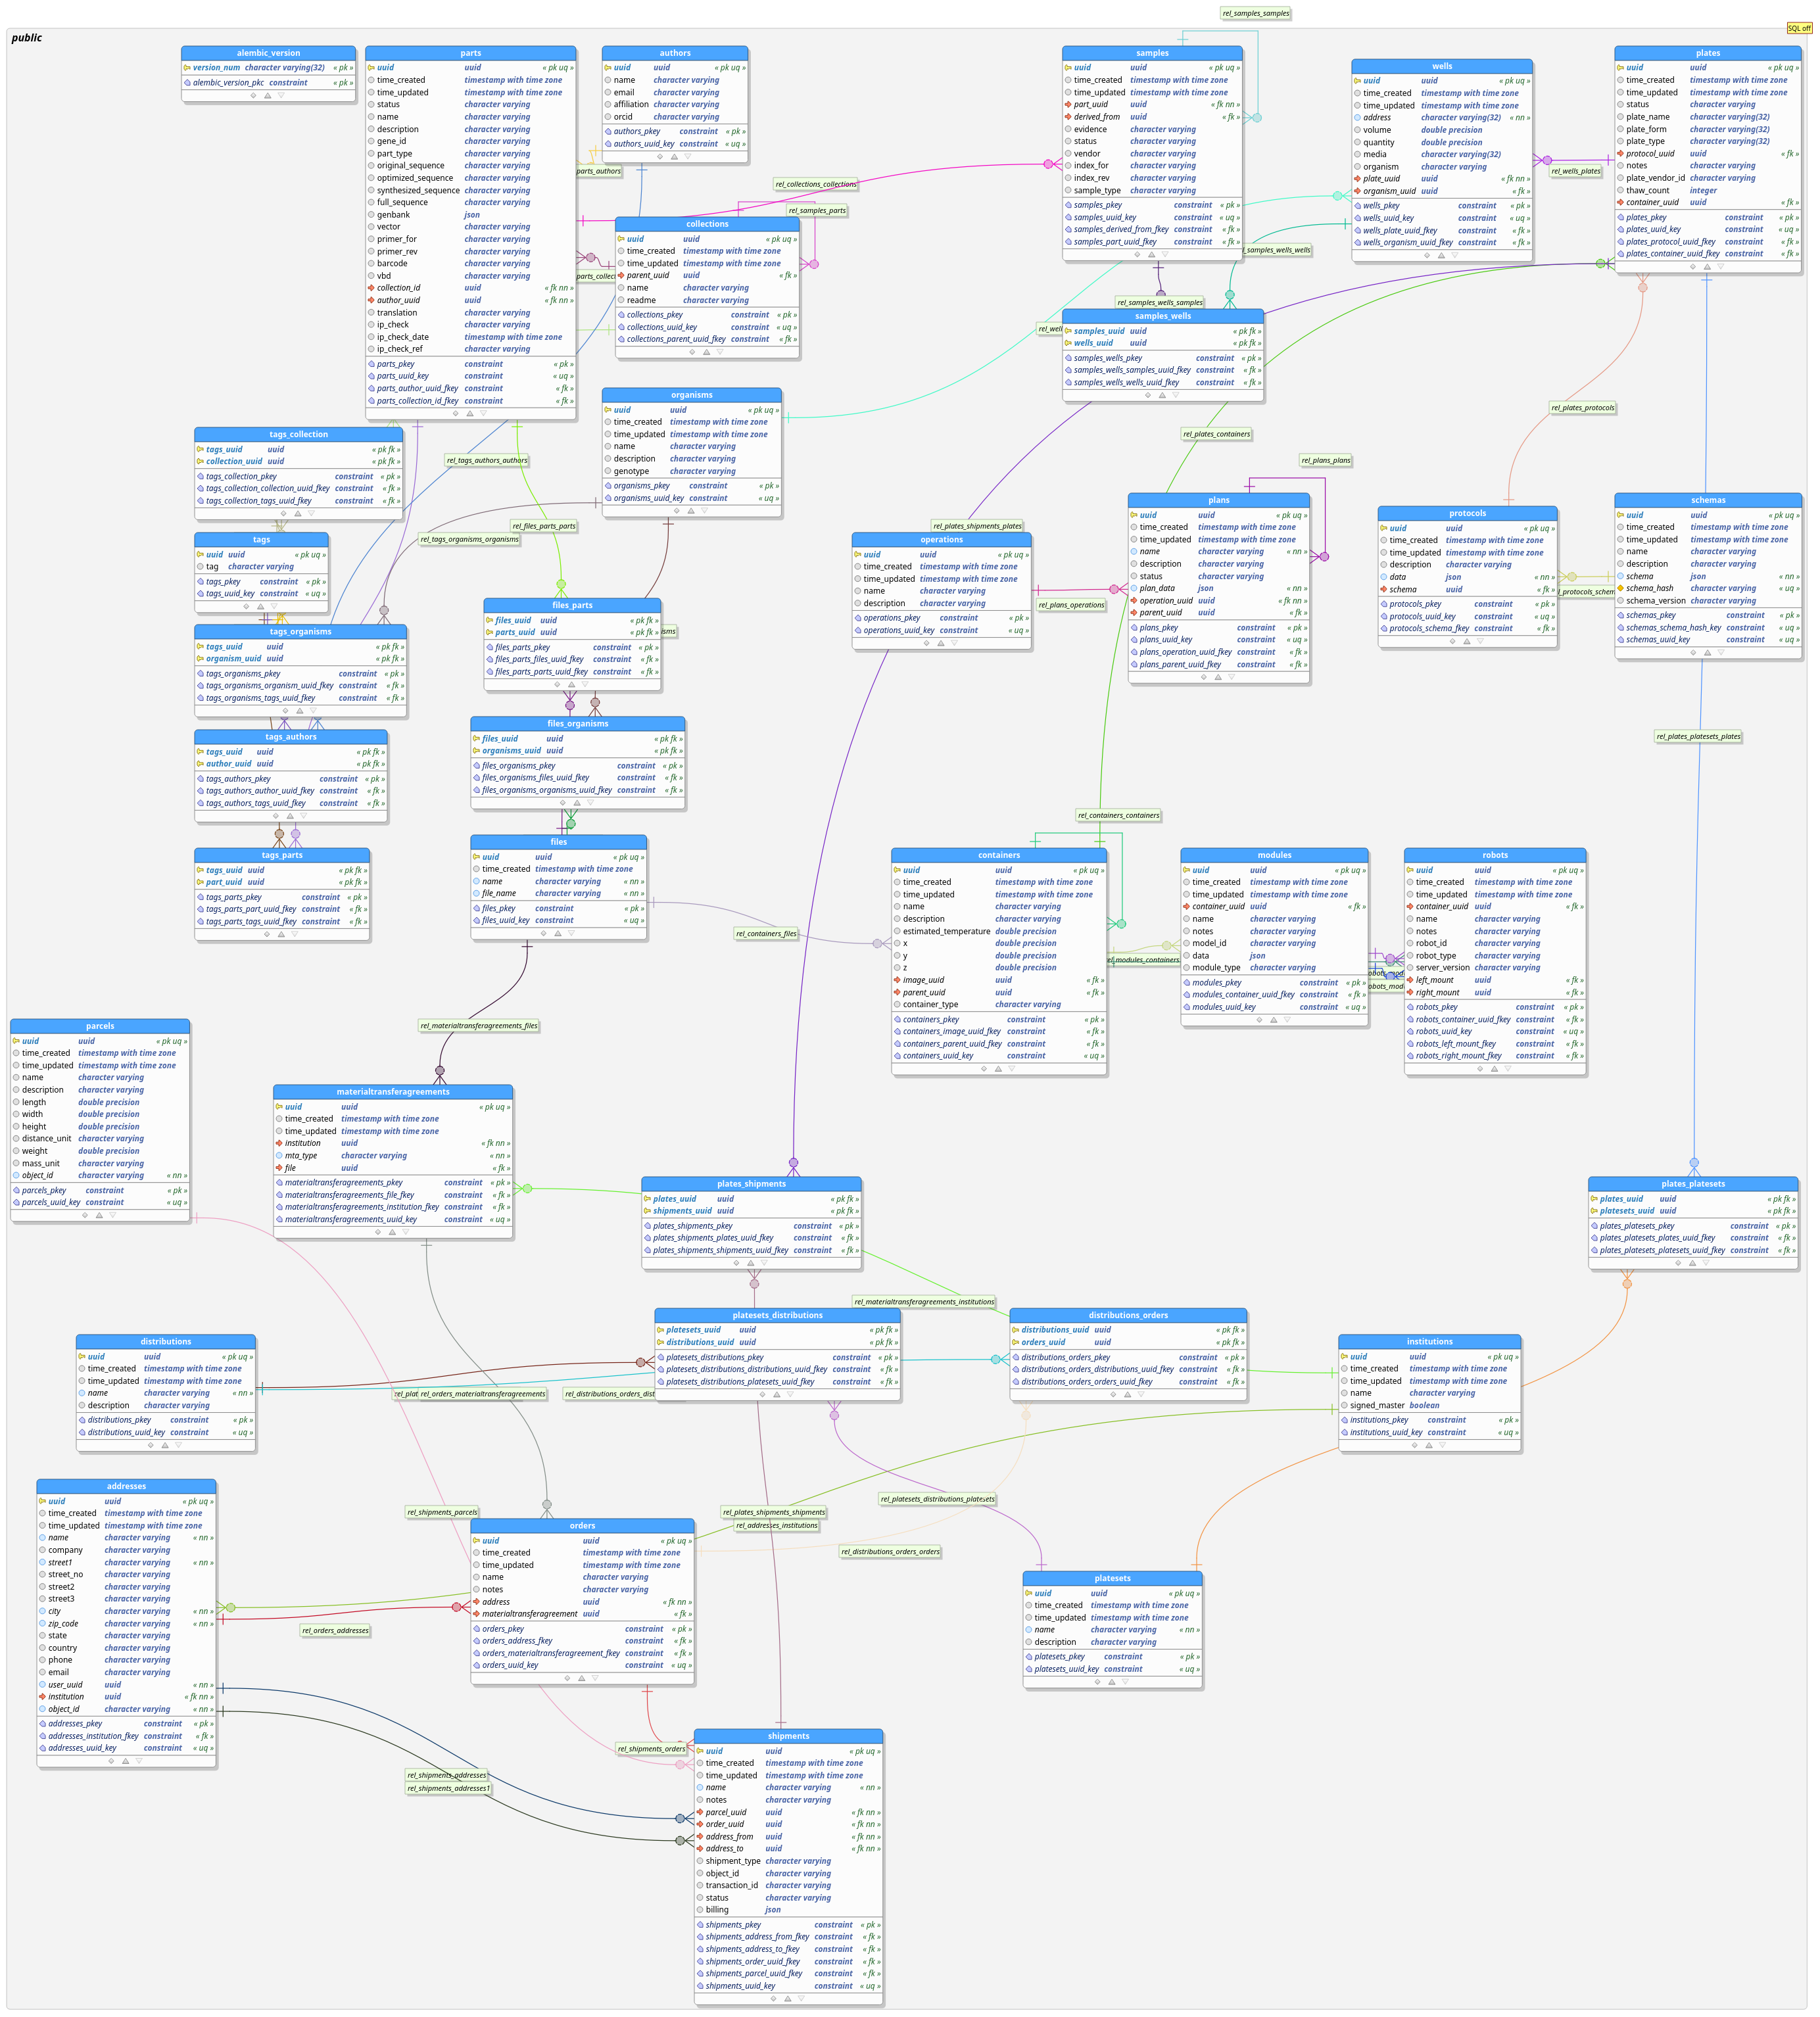 rel_samples_samples
SQL off
public
alembic_version
version_num character varying(32) « pk »
alembic_version_pkc constraint « pk »
parts
uuid uuid « pk uq »
time_created timestamp with time zone
time_updated timestamp with time zone
status character varying
name character varying
description character varying
gene_id character varying
part_type character varying
original_sequence character varying
optimized_sequence character varying
synthesized_sequence character varying
full_sequence character varying
genbank json
vector character varying
primer_for character varying
primer_rev character varying
barcode character varying
vbd character varying
collection_id uuid « fk nn »
author_uuid uuid « fk nn »
translation character varying
ip_check character varying
ip_check_date timestamp with time zone
ip_check_ref character varying
parts_pkey constraint « pk »
parts_uuid_key constraint « uq »
parts_author_uuid_fkey constraint « fk »
parts_collection_id_fkey constraint « fk »
authors
uuid uuid « pk uq »
name character varying
email character varying
affiliation character varying
orcid character varying
authors_pkey constraint « pk »
authors_uuid_key constraint « uq »
parts_authors
rel_collections_collections
rel_samples_parts
collections
uuid uuid « pk uq »
time_created timestamp with time zone
time_updated timestamp with time zone
parent_uuid uuid « fk »
name character varying
readme character varying
collections_pkey constraint « pk »
collections_uuid_key constraint « uq »
collections_parent_uuid_fkey constraint « fk »
parts_collec
samples
uuid uuid « pk uq »
time_created timestamp with time zone
time_updated timestamp with time zone
part_uuid uuid « fk nn »
derived_from uuid « fk »
evidence character varying
status character varying
vendor character varying
index_for character varying
index_rev character varying
sample_type character varying
samples_pkey constraint « pk »
samples_uuid_key constraint « uq »
samples_derived_from_fkey constraint « fk »
samples_part_uuid_fkey constraint « fk »
wells
uuid uuid « pk uq »
time_created timestamp with time zone
time_updated timestamp with time zone
address character varying(32) « nn »
volume double precision
quantity double precision
media character varying(32)
organism character varying
plate_uuid uuid « fk nn »
organism_uuid uuid « fk »
wells_pkey constraint « pk »
wells_uuid_key constraint « uq »
wells_plate_uuid_fkey constraint « fk »
wells_organism_uuid_fkey constraint « fk »
rel_wells_plates
plates
uuid uuid « pk uq »
time_created timestamp with time zone
time_updated timestamp with time zone
status character varying
plate_name character varying(32)
plate_form character varying(32)
plate_type character varying(32)
protocol_uuid uuid « fk »
notes character varying
plate_vendor_id character varying
thaw_count integer
container_uuid uuid « fk »
plates_pkey constraint « pk »
plates_uuid_key constraint « uq »
plates_protocol_uuid_fkey constraint « fk »
plates_container_uuid_fkey constraint « fk »
_samples_wells_wells
rel_samples_wells_samples
rel_well
samples_wells
samples_uuid uuid « pk fk »
wells_uuid uuid « pk fk »
samples_wells_pkey constraint « pk »
samples_wells_samples_uuid_fkey constraint « fk »
samples_wells_wells_uuid_fkey constraint « fk »
organisms
uuid uuid « pk uq »
time_created timestamp with time zone
time_updated timestamp with time zone
name character varying
description character varying
genotype character varying
organisms_pkey constraint « pk »
organisms_uuid_key constraint « uq »
rel_plates_protocols
rel_plates_containers
rel_plans_plans
tags_collection
tags_uuid uuid « pk fk »
collection_uuid uuid « pk fk »
tags_collection_pkey constraint « pk »
tags_collection_collection_uuid_fkey constraint « fk »
tags_collection_tags_uuid_fkey constraint « fk »
rel_tags_authors_authors
rel_files_parts_parts
rel_tags_organisms_organisms
rel_plates_shipments_plates
tags
uuid uuid « pk uq »
tag character varying
tags_pkey constraint « pk »
tags_uuid_key constraint « uq »
operations
uuid uuid « pk uq »
time_created timestamp with time zone
time_updated timestamp with time zone
name character varying
description character varying
operations_pkey constraint « pk »
operations_uuid_key constraint « uq »
rel_plans_operations
plans
uuid uuid « pk uq »
time_created timestamp with time zone
time_updated timestamp with time zone
name character varying « nn »
description character varying
status character varying
plan_data json « nn »
operation_uuid uuid « fk nn »
parent_uuid uuid « fk »
plans_pkey constraint « pk »
plans_uuid_key constraint « uq »
plans_operation_uuid_fkey constraint « fk »
plans_parent_uuid_fkey constraint « fk »
protocols
uuid uuid « pk uq »
time_created timestamp with time zone
time_updated timestamp with time zone
description character varying
data json « nn »
schema uuid « fk »
protocols_pkey constraint « pk »
protocols_uuid_key constraint « uq »
protocols_schema_fkey constraint « fk »
l_protocols_schem
schemas
uuid uuid « pk uq »
time_created timestamp with time zone
time_updated timestamp with time zone
name character varying
description character varying
schema json « nn »
schema_hash character varying « uq »
schema_version character varying
schemas_pkey constraint « pk »
schemas_schema_hash_key constraint « uq »
schemas_uuid_key constraint « uq »
tags_organisms
tags_uuid uuid « pk fk »
organism_uuid uuid « pk fk »
tags_organisms_pkey constraint « pk »
tags_organisms_organism_uuid_fkey constraint « fk »
tags_organisms_tags_uuid_fkey constraint « fk »
files_parts
files_uuid uuid « pk fk »
parts_uuid uuid « pk fk »
files_parts_pkey constraint « pk »
files_parts_files_uuid_fkey constraint « fk »
files_parts_parts_uuid_fkey constraint « fk »
isms
tags_authors
tags_uuid uuid « pk fk »
author_uuid uuid « pk fk »
tags_authors_pkey constraint « pk »
tags_authors_author_uuid_fkey constraint « fk »
tags_authors_tags_uuid_fkey constraint « fk »
files_organisms
files_uuid uuid « pk fk »
organisms_uuid uuid « pk fk »
files_organisms_pkey constraint « pk »
files_organisms_files_uuid_fkey constraint « fk »
files_organisms_organisms_uuid_fkey constraint « fk »
rel_plates_platesets_plates
rel_containers_containers
tags_parts
tags_uuid uuid « pk fk »
part_uuid uuid « pk fk »
tags_parts_pkey constraint « pk »
tags_parts_part_uuid_fkey constraint « fk »
tags_parts_tags_uuid_fkey constraint « fk »
files
uuid uuid « pk uq »
time_created timestamp with time zone
name character varying « nn »
file_name character varying « nn »
files_pkey constraint « pk »
files_uuid_key constraint « uq »
rel_containers_files
containers
uuid uuid « pk uq »
time_created timestamp with time zone
time_updated timestamp with time zone
name character varying
description character varying
estimated_temperature double precision
x double precision
y double precision
z double precision
image_uuid uuid « fk »
parent_uuid uuid « fk »
container_type character varying
containers_pkey constraint « pk »
containers_image_uuid_fkey constraint « fk »
containers_parent_uuid_fkey constraint « fk »
containers_uuid_key constraint « uq »
el_modules_containers
modules
uuid uuid « pk uq »
time_created timestamp with time zone
time_updated timestamp with time zone
container_uuid uuid « fk »
name character varying
notes character varying
model_id character varying
data json
module_type character varying
modules_pkey constraint « pk »
modules_container_uuid_fkey constraint « fk »
modules_uuid_key constraint « uq »
obots_mod
obots_modu
robots
uuid uuid « pk uq »
time_created timestamp with time zone
time_updated timestamp with time zone
container_uuid uuid « fk »
name character varying
notes character varying
robot_id character varying
robot_type character varying
server_version character varying
left_mount uuid « fk »
right_mount uuid « fk »
robots_pkey constraint « pk »
robots_container_uuid_fkey constraint « fk »
robots_uuid_key constraint « uq »
robots_left_mount_fkey constraint « fk »
robots_right_mount_fkey constraint « fk »
parcels
uuid uuid « pk uq »
time_created timestamp with time zone
time_updated timestamp with time zone
name character varying
description character varying
length double precision
width double precision
height double precision
distance_unit character varying
weight double precision
mass_unit character varying
object_id character varying « nn »
parcels_pkey constraint « pk »
parcels_uuid_key constraint « uq »
rel_materialtransferagreements_files
materialtransferagreements
uuid uuid « pk uq »
time_created timestamp with time zone
time_updated timestamp with time zone
institution uuid « fk nn »
mta_type character varying « nn »
file uuid « fk »
materialtransferagreements_pkey constraint « pk »
materialtransferagreements_file_fkey constraint « fk »
materialtransferagreements_institution_fkey constraint « fk »
materialtransferagreements_uuid_key constraint « uq »
plates_shipments
plates_uuid uuid « pk fk »
shipments_uuid uuid « pk fk »
plates_shipments_pkey constraint « pk »
plates_shipments_plates_uuid_fkey constraint « fk »
plates_shipments_shipments_uuid_fkey constraint « fk »
plates_platesets
plates_uuid uuid « pk fk »
platesets_uuid uuid « pk fk »
plates_platesets_pkey constraint « pk »
plates_platesets_plates_uuid_fkey constraint « fk »
plates_platesets_platesets_uuid_fkey constraint « fk »
rel_materialtransferagreements_institutions
distributions
uuid uuid « pk uq »
time_created timestamp with time zone
time_updated timestamp with time zone
name character varying « nn »
description character varying
distributions_pkey constraint « pk »
distributions_uuid_key constraint « uq »
rel_plat
rel_orders_materialtransferagreements
rel_distributions_orders_dist
platesets_distributions
platesets_uuid uuid « pk fk »
distributions_uuid uuid « pk fk »
platesets_distributions_pkey constraint « pk »
platesets_distributions_distributions_uuid_fkey constraint « fk »
platesets_distributions_platesets_uuid_fkey constraint « fk »
distributions_orders
distributions_uuid uuid « pk fk »
orders_uuid uuid « pk fk »
distributions_orders_pkey constraint « pk »
distributions_orders_distributions_uuid_fkey constraint « fk »
distributions_orders_orders_uuid_fkey constraint « fk »
institutions
uuid uuid « pk uq »
time_created timestamp with time zone
time_updated timestamp with time zone
name character varying
signed_master boolean
institutions_pkey constraint « pk »
institutions_uuid_key constraint « uq »
addresses
uuid uuid « pk uq »
time_created timestamp with time zone
time_updated timestamp with time zone
name character varying « nn »
company character varying
street1 character varying « nn »
street_no character varying
street2 character varying
street3 character varying
city character varying « nn »
zip_code character varying « nn »
state character varying
country character varying
phone character varying
email character varying
user_uuid uuid « nn »
institution uuid « fk nn »
object_id character varying « nn »
addresses_pkey constraint « pk »
addresses_institution_fkey constraint « fk »
addresses_uuid_key constraint « uq »
rel_shipments_parcels
rel_platesets_distributions_platesets
rel_plates_shipments_shipments
rel_addresses_institutions
rel_distributions_orders_orders
rel_orders_addresses
orders
uuid uuid « pk uq »
time_created timestamp with time zone
time_updated timestamp with time zone
name character varying
notes character varying
address uuid « fk nn »
materialtransferagreement uuid « fk »
orders_pkey constraint « pk »
orders_address_fkey constraint « fk »
orders_materialtransferagreement_fkey constraint « fk »
orders_uuid_key constraint « uq »
platesets
uuid uuid « pk uq »
time_created timestamp with time zone
time_updated timestamp with time zone
name character varying « nn »
description character varying
platesets_pkey constraint « pk »
platesets_uuid_key constraint « uq »
rel_shipments_orders
rel_shipments_addresses
rel_shipments_addresses1
shipments
uuid uuid « pk uq »
time_created timestamp with time zone
time_updated timestamp with time zone
name character varying « nn »
notes character varying
parcel_uuid uuid « fk nn »
order_uuid uuid « fk nn »
address_from uuid « fk nn »
address_to uuid « fk nn »
shipment_type character varying
object_id character varying
transaction_id character varying
status character varying
billing json
shipments_pkey constraint « pk »
shipments_address_from_fkey constraint « fk »
shipments_address_to_fkey constraint « fk »
shipments_order_uuid_fkey constraint « fk »
shipments_parcel_uuid_fkey constraint « fk »
shipments_uuid_key constraint « uq »